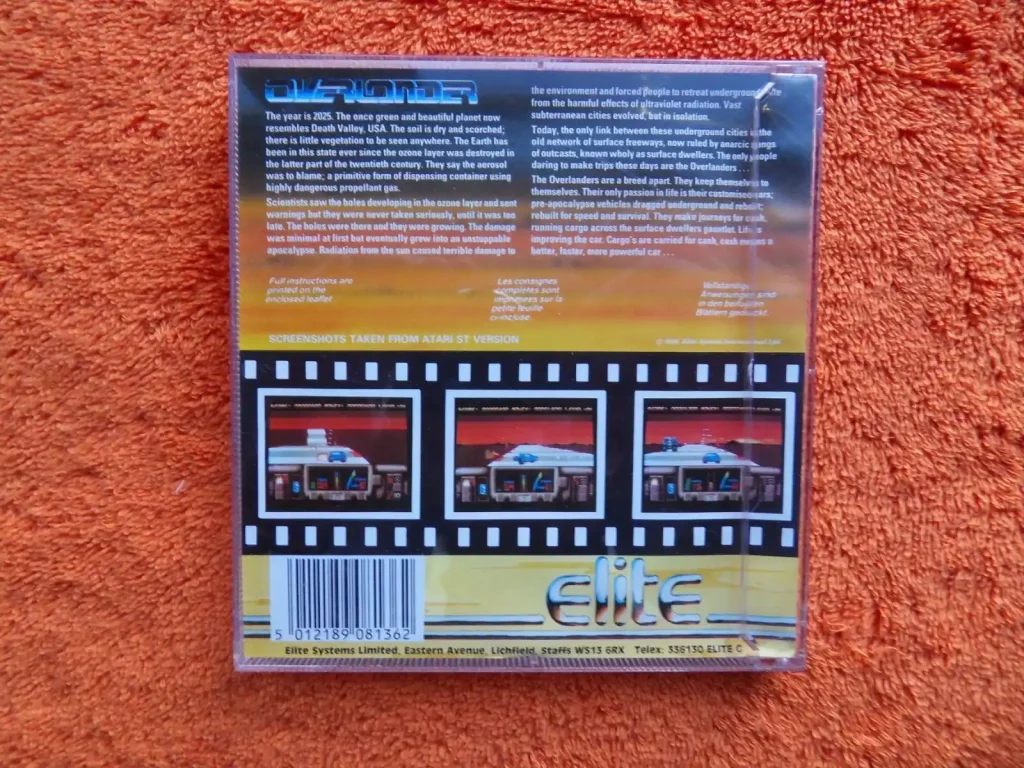 OVERLANDER
The year is 2025. The once green and beautiful planet now
resembles Death Valley, USA. The soil is dry and scorched;
there is little vegetation to be seen anywhere. The Earth has
been in this state ever since the ozone layer was destroyed in
the latter part of the twentieth century. They say the aerosol
was to blame; a primitive form of dispensing container using
highly dangerous propellant gas.
Scientists saw the holes developing in the ozone layer and sent
warnings but they were never taken seriously, until it was too
late. The holes were there and they were growing. The damage
was minimal at first but eventually grew into an unstoppable
apocalypse. Radiation from the sun caused terrible damage to
the environment and forced people to retreat underground
from the harmful effects of ultraviolet radiation. Vast
subterranean cities evolved, but in isolation.
Today, the only link between these underground cities is the
old network of surface freeways, now ruled by anarcic gangs
of outcasts, known wholy as surface dwellers. The only people
daring to make trips these days are the Overlanders . . .
The Overlanders are a breed apart. They keep themselves to
themselves. Their only passion in life is their customised cars;
pre-apocalypse vehicles dragged underground and rebuilt;
rebuilt for speed and survival. They make journeys for cash,
running cargo across the surface dwellers gauntlet. Life is
improving the car. Cargo's are carried for cash, cash means a
better, faster, more powerful car . . .
Full instructions are
printed on the
enclosed leaflet
Les consignes
complètes sont
imprimées sur la
petite feuille
ci-incluse
Vollständige
Anweisungen sind
in den beiliegten
Blättern gedruckt
SCREENSHOTS TAKEN FROM ATARI ST VERSION
elite
5 012189 081362
Elite Systems Limited, Eastern Avenue, Lichfield, Staffs WS13 6RX Telex: 336130 ELITE G